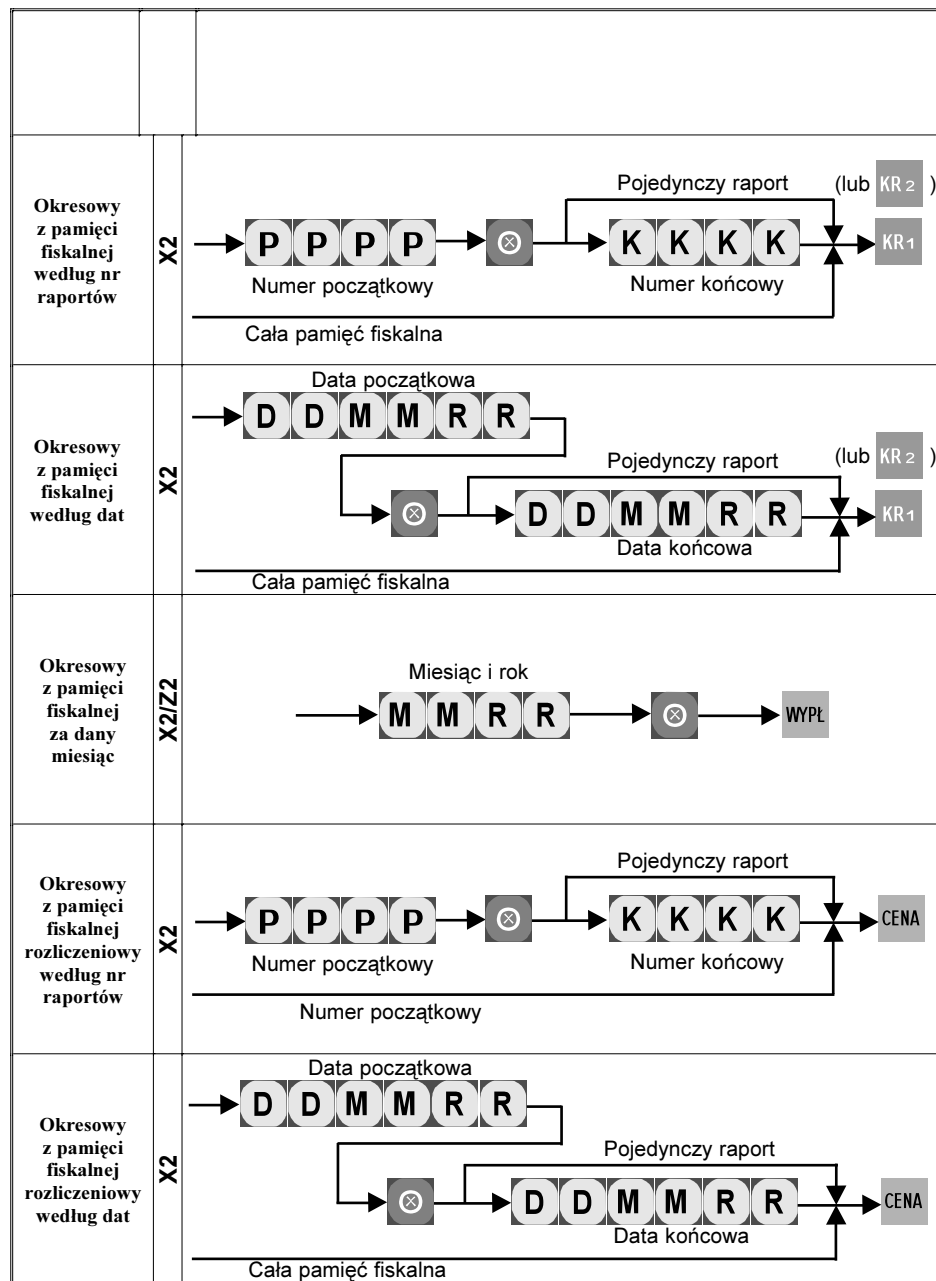 Okresowy
z pamięci
fiskalnej
według nr
raportów
X2
Pojedynczy raport
(lub KR 2 )
P P P P
⊗
K K K K
KR1
Numer początkowy
Numer końcowy
Cała pamięć fiskalna
Okresowy
z pamięci
fiskalnej
według dat
X2
Data początkowa
D D M M R R
Pojedynczy raport
(lub KR 2 )
⊗
D D M M R R
KR1
Data końcowa
Cała pamięć fiskalna
Okresowy
z pamięci
fiskalnej
za dany
miesiąc
X2/Z2
Miesiąc i rok
M M R R
⊗
WYPŁ
Okresowy
z pamięci
fiskalnej
rozliczeniowy
według nr
raportów
X2
Pojedynczy raport
P P P P
⊗
K K K K
CENA
Numer początkowy
Numer końcowy
Numer początkowy
Okresowy
z pamięci
fiskalnej
rozliczeniowy
według dat
X2
Data początkowa
D D M M R R
Pojedynczy raport
⊗
D D M M R R
CENA
Data końcowa
Cała pamięć fiskalna